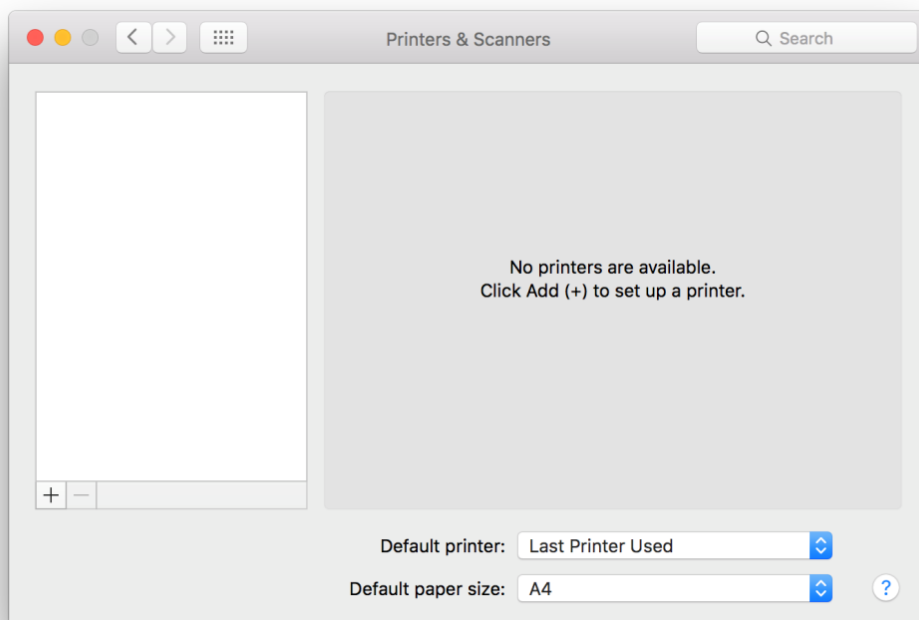 Printers & Scanners
Search
No printers are available.
Click Add (+) to set up a printer.
+ −
Default printer: Last Printer Used
Default paper size: A4 ?